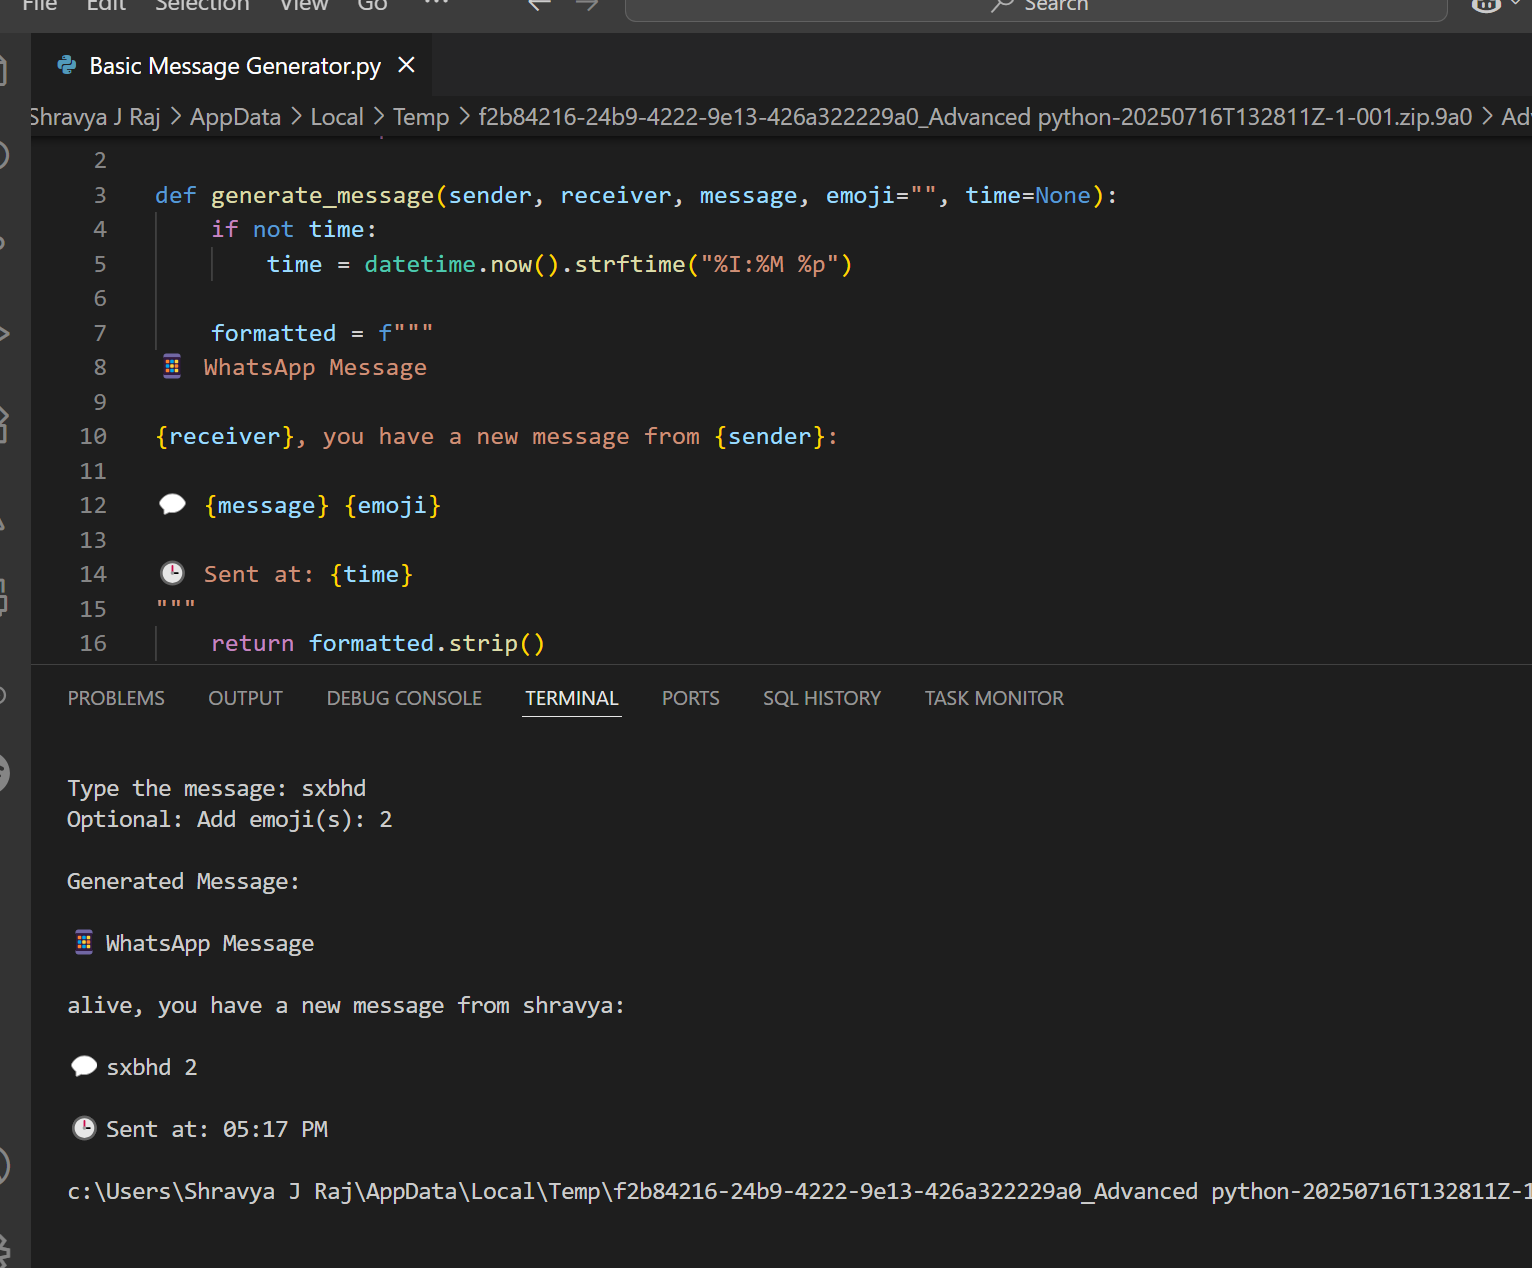 File Edit Selection View Go ... Search
Basic Message Generator.py
Shravya J Raj > AppData > Local > Temp > f2b84216-24b9-4222-9e13-426a322229a0_Advanced python-20250716T132811Z-1-001.zip.9a0 >
2
3 def generate_message(sender, receiver, message, emoji="", time=None):
4 if not time:
5 time = datetime.now().strftime("%I:%M %p")
6
7 formatted = f"""
8 📱 WhatsApp Message
9
10 {receiver}, you have a new message from {sender}:
11
12 💬 {message} {emoji}
13
14 🕒 Sent at: {time}
15 """
16 return formatted.strip()
PROBLEMS OUTPUT DEBUG CONSOLE TERMINAL PORTS SQL HISTORY TASK MONITOR
Type the message: sxbhd
Optional: Add emoji(s): 2
Generated Message:
📱 WhatsApp Message
alive, you have a new message from shravya:
💬 sxbhd 2
🕒 Sent at: 05:17 PM
c:\Users\Shravya J Raj\AppData\Local\Temp\f2b84216-24b9-4222-9e13-426a322229a0_Advanced python-20250716T132811Z-1